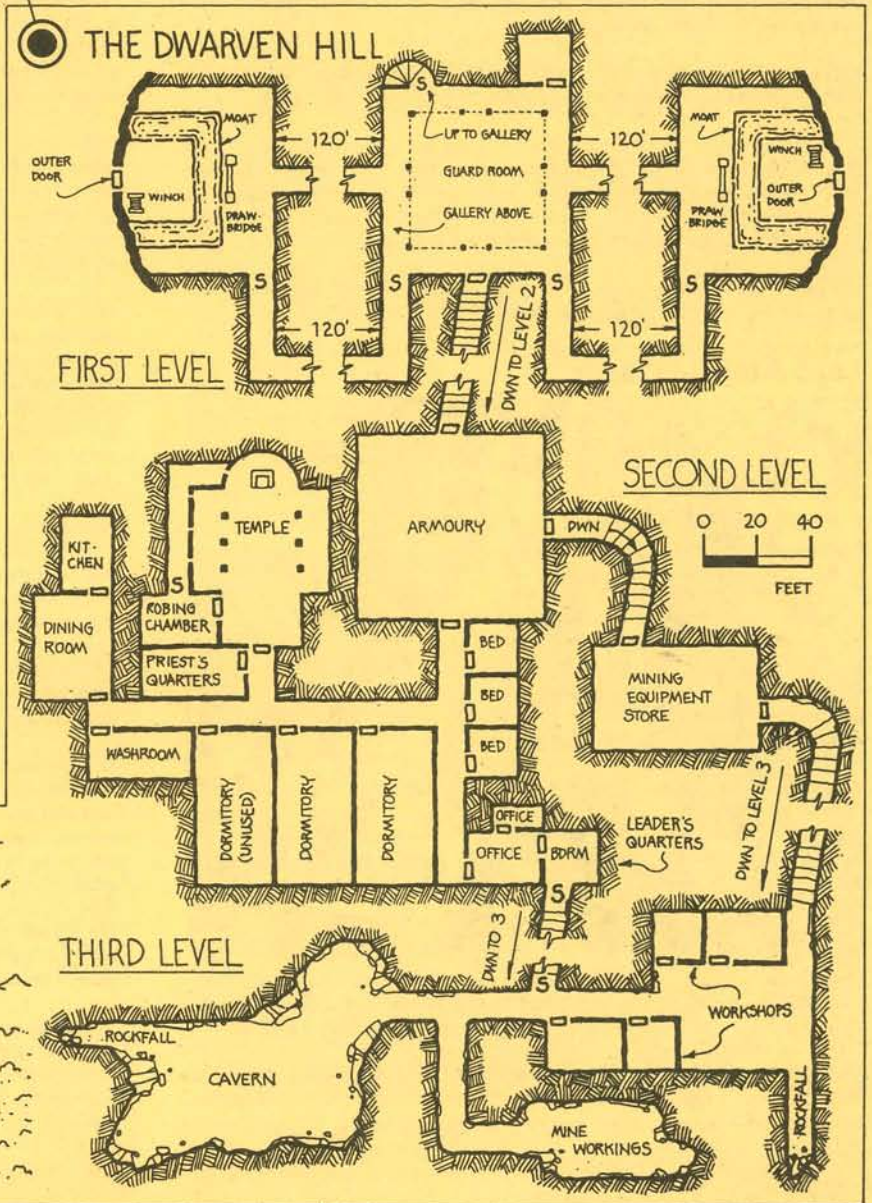 THE DWARVEN HILL
MOAT
120'
S
UP TO GALLERY
120'
MOAT
OUTER
DOOR
WINCH
DRAW-
BRIDGE
GUARD ROOM
GALLERY ABOVE
WINCH
OUTER
DOOR
DRAW
BRIDGE
S
S
S
S
120'
120'
DWN TO LEVEL 2
FIRST LEVEL
SECOND LEVEL
0 20 40
FEET
TEMPLE
ARMOURY
DWN
KIT-
CHEN
S
ROBING
CHAMBER
DINING
ROOM
PRIEST'S
QUARTERS
BED
BED
BED
MINING
EQUIPMENT
STORE
WASHROOM
DORMITORY
(UNUSED)
DORMITORY
DORMITORY
OFFICE
OFFICE
BDRM
S
LEADER'S
QUARTERS
DWN TO LEVEL 3
DWN TO 3
S
THIRD LEVEL
ROCKFALL
CAVERN
WORKSHOPS
MINE
WORKINGS
ROCKFALL